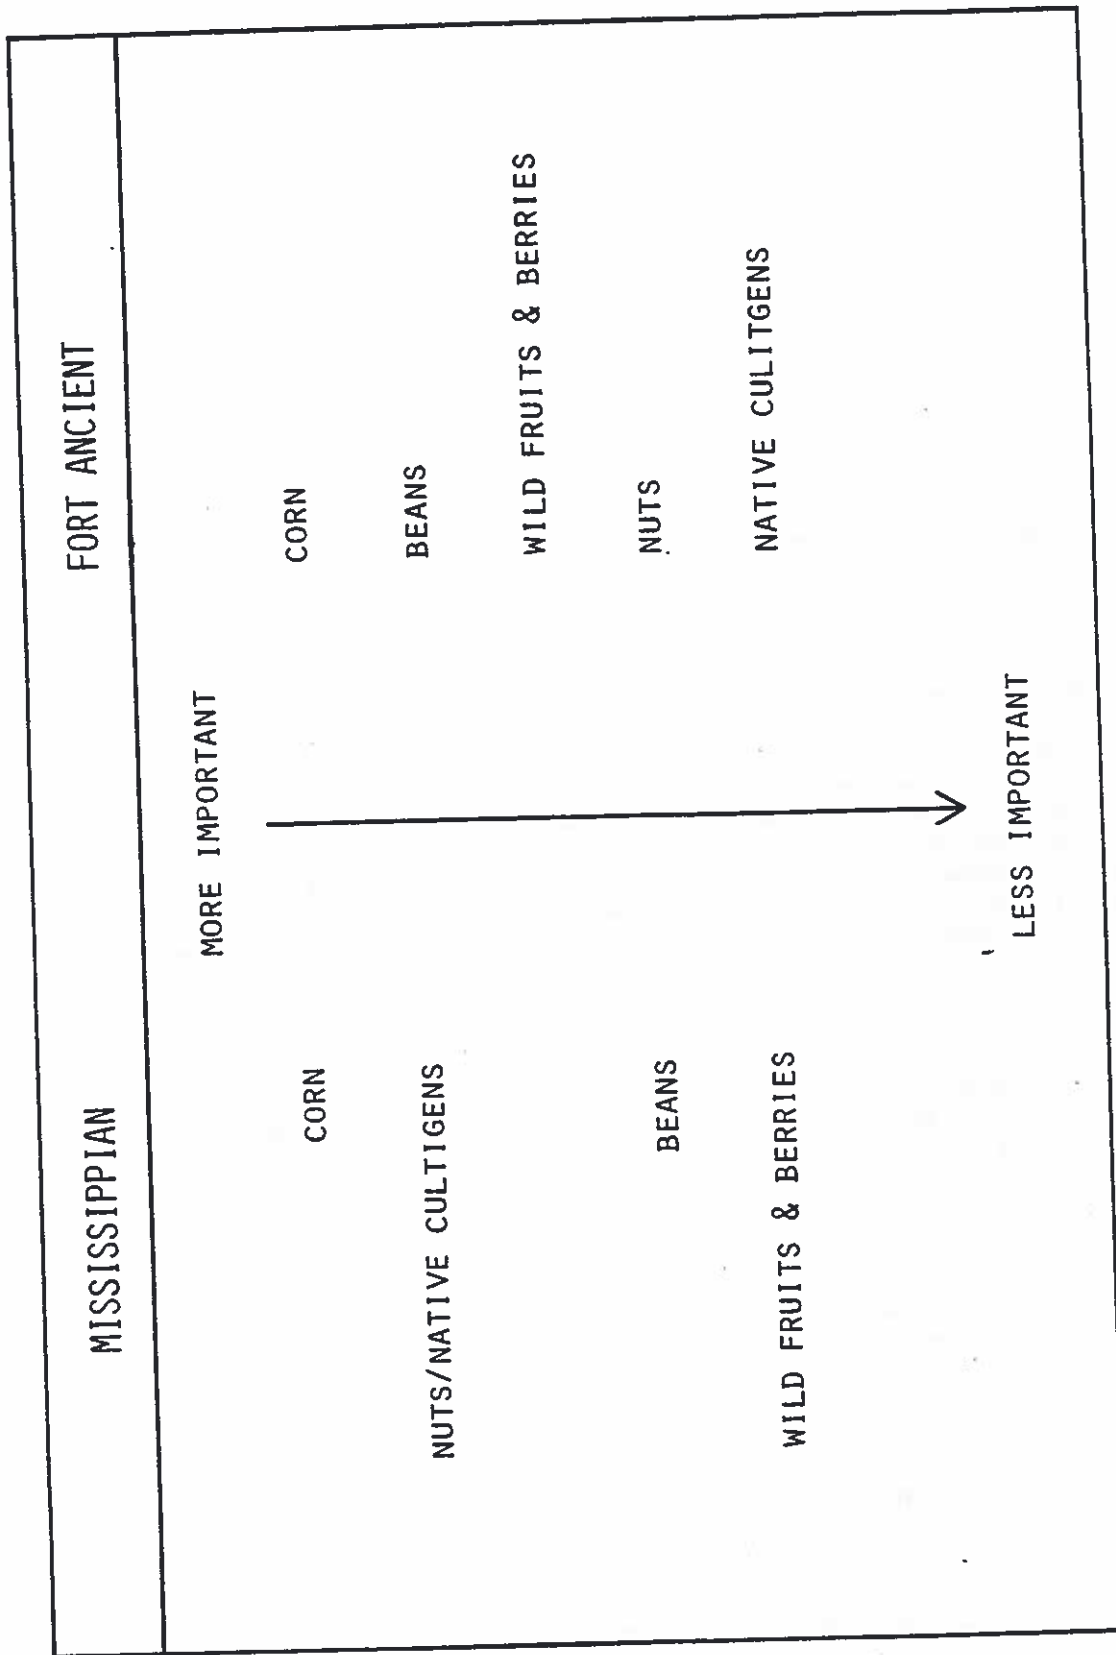 MISSISSIPPIAN FORT ANCIENT
MORE IMPORTANT
CORN CORN
NUTS/NATIVE CULTIGENS BEANS
WILD FRUITS & BERRIES
BEANS NUTS
WILD FRUITS & BERRIES NATIVE CULITGENS
LESS IMPORTANT